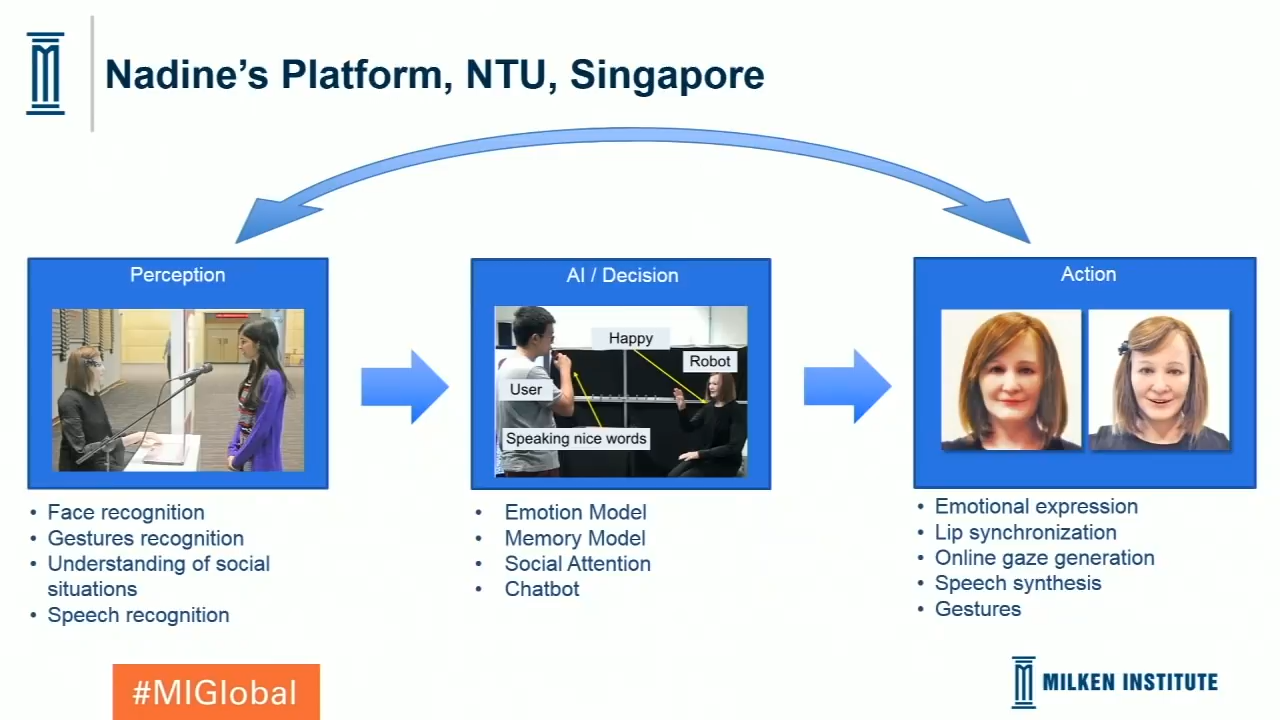 Nadine's Platform, NTU, Singapore
Perception
• Face recognition
• Gestures recognition
• Understanding of social
situations
• Speech recognition
AI / Decision
Happy
Robot
User
Speaking nice words
• Emotion Model
• Memory Model
• Social Attention
• Chatbot
Action
• Emotional expression
• Lip synchronization
• Online gaze generation
• Speech synthesis
• Gestures
#MIGlobal
MILKEN INSTITUTE